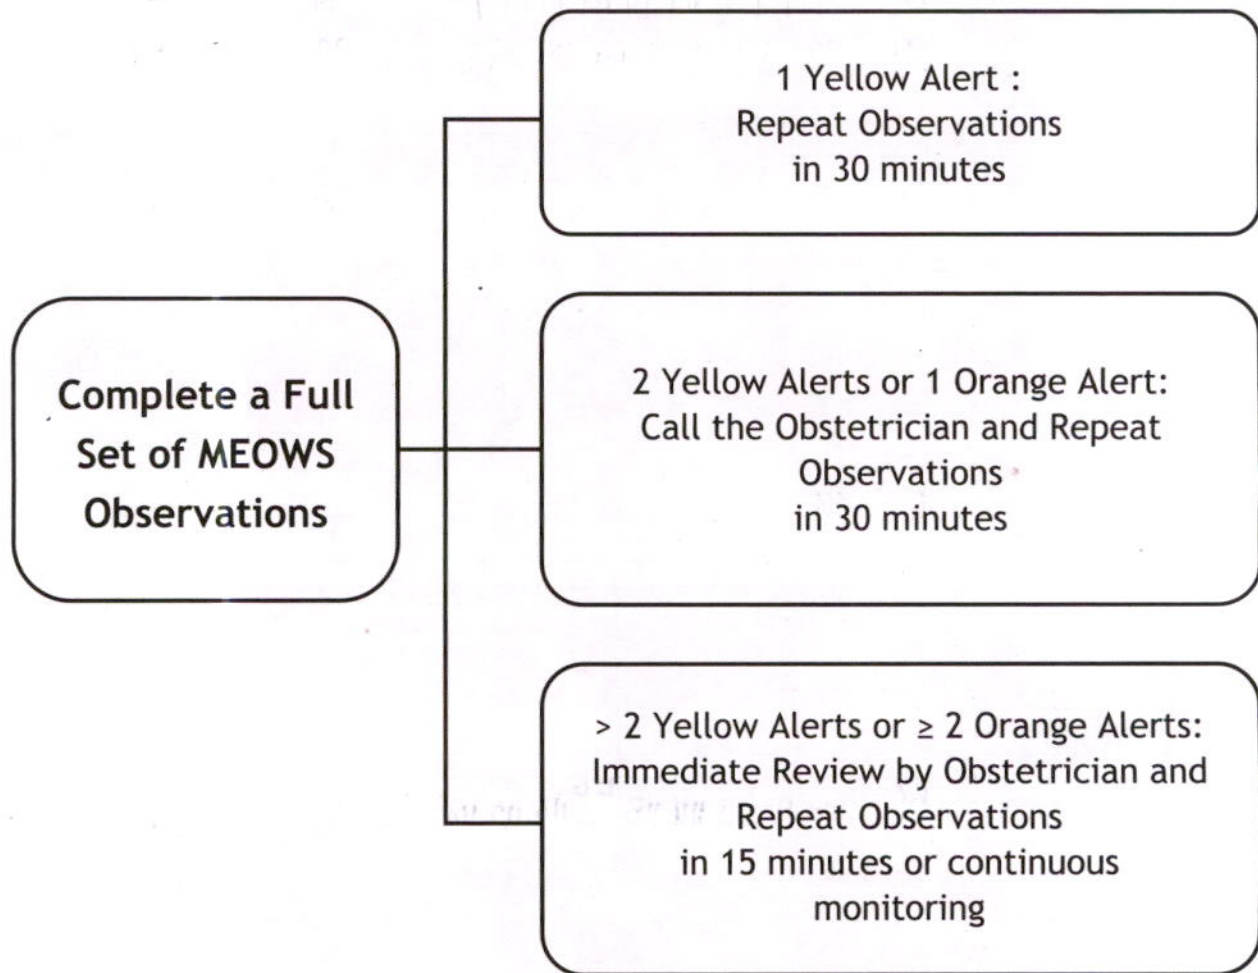 1 Yellow Alert :
Repeat Observations
in 30 minutes
Complete a Full
Set of MEOWS
Observations
2 Yellow Alerts or 1 Orange Alert:
Call the Obstetrician and Repeat
Observations
in 30 minutes
> 2 Yellow Alerts or ≥ 2 Orange Alerts:
Immediate Review by Obstetrician and
Repeat Observations
in 15 minutes or continuous
monitoring